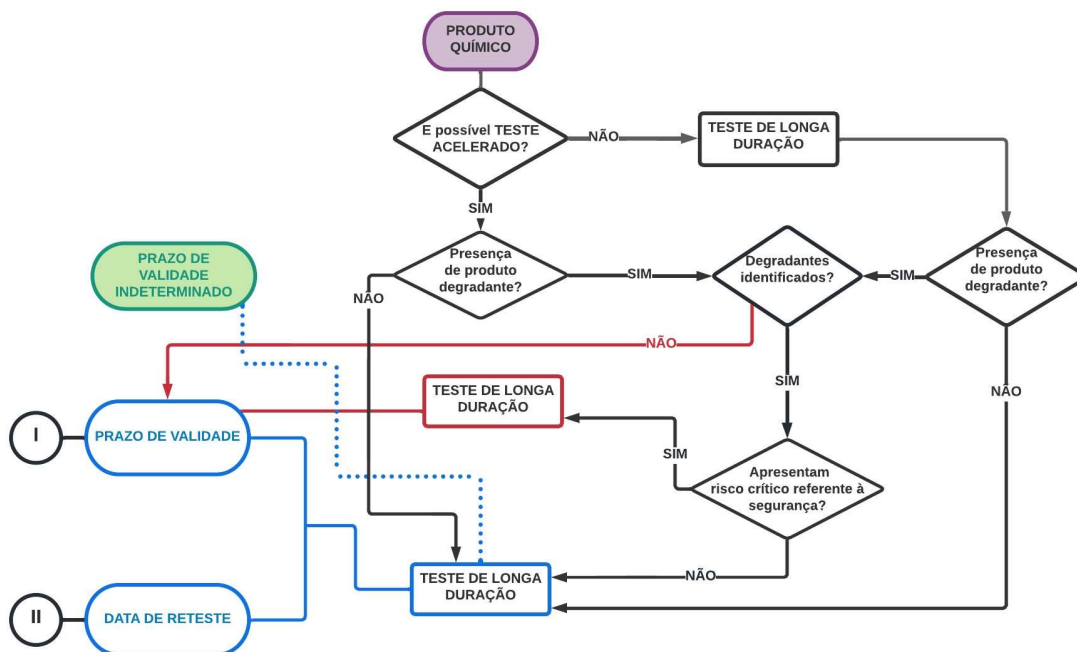 PRODUTO
QUÍMICO
E possível TESTE
ACELERADO?
NÃO
TESTE DE LONGA
DURAÇÃO
SIM
Presença
de produto
degradante?
SIM
Degradantes
identificados?
SIM
Presença
de produto
degradante?
PRAZO DE
VALIDADE
INDETERMINADO
NÃO
NÃO
SIM
NÃO
TESTE DE LONGA
DURAÇÃO
I
PRAZO DE VALIDADE
SIM
Apresentam
risco crítico referente à
segurança?
NÃO
TESTE DE LONGA
DURAÇÃO
II
DATA DE RETESTE